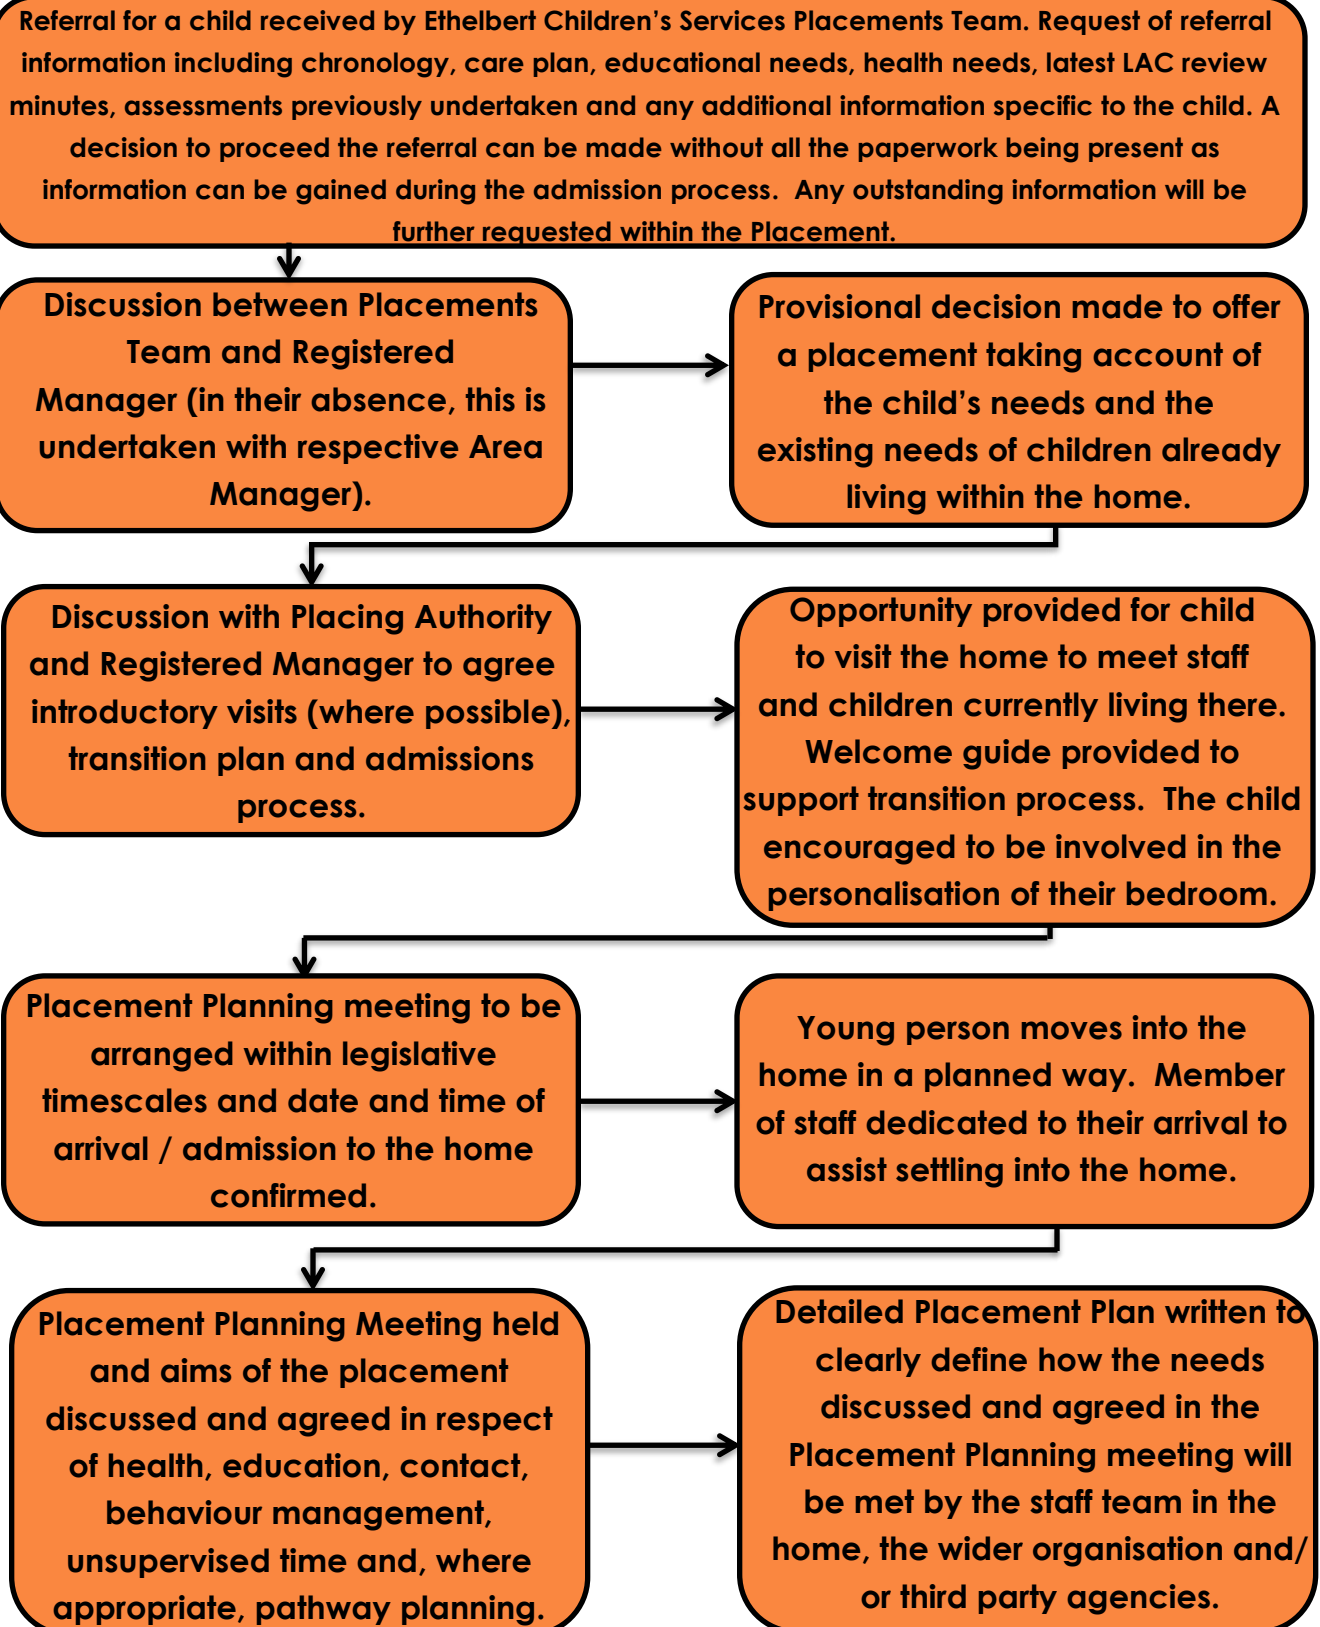 Referral for a child received by Ethelbert Children’s Services Placements Team. Request of referral
information including chronology, care plan, educational needs, health needs, latest LAC review
minutes, assessments previously undertaken and any additional information specific to the child. A
decision to proceed the referral can be made without all the paperwork being present as
information can be gained during the admission process.  Any outstanding information will be
further requested within the Placement.
Discussion between Placements
Team and Registered
Manager (in their absence, this is
undertaken with respective Area
Manager).
Provisional decision made to offer
a placement taking account of
the child’s needs and the
existing needs of children already
living within the home.
Discussion with Placing Authority
and Registered Manager to agree
introductory visits (where possible),
transition plan and admissions
process.
Opportunity provided for child
to visit the home to meet staff
and children currently living there.
Welcome guide provided to
support transition process.  The child
encouraged to be involved in the
personalisation of their bedroom.
Placement Planning meeting to be
arranged within legislative
timescales and date and time of
arrival / admission to the home
confirmed.
Young person moves into the
home in a planned way.  Member
of staff dedicated to their arrival to
assist settling into the home.
Placement Planning Meeting held
and aims of the placement
discussed and agreed in respect
of health, education, contact,
behaviour management,
unsupervised time and, where
appropriate, pathway planning.
Detailed Placement Plan written to
clearly define how the needs
discussed and agreed in the
Placement Planning meeting will
be met by the staff team in the
home, the wider organisation and/
or third party agencies.